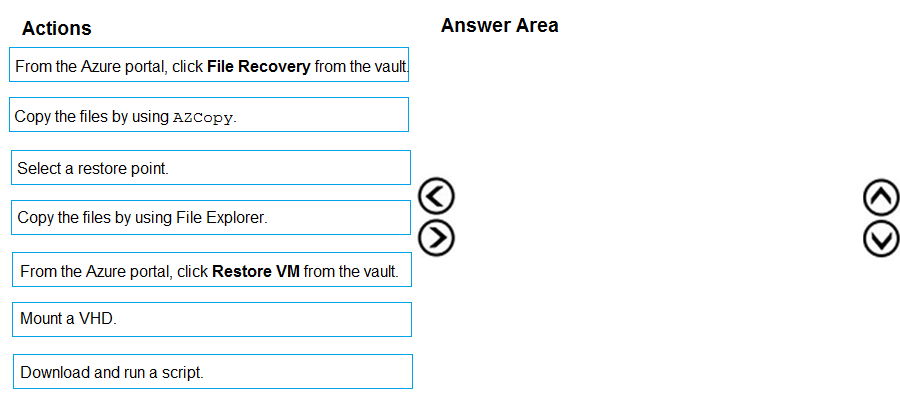 Actions
Answer Area
From the Azure portal, click File Recovery from the vault.
Copy the files by using AZCopy.
Select a restore point.
Copy the files by using File Explorer.
From the Azure portal, click Restore VM from the vault.
Mount a VHD.
Download and run a script.